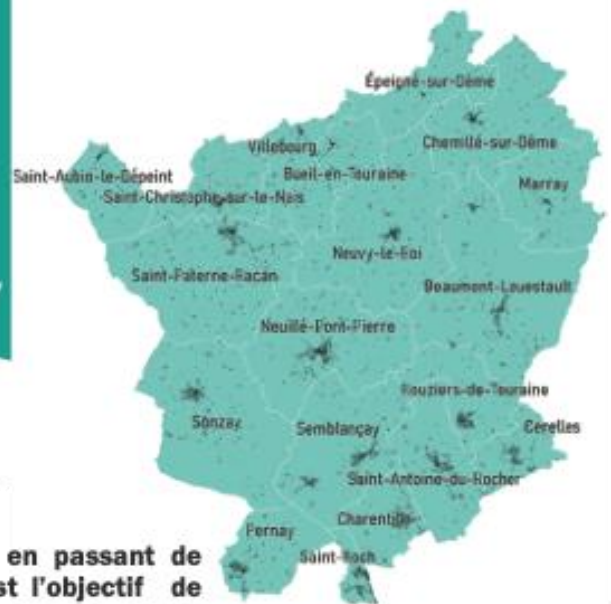 Épeigné-sur-Dême
Villebourg
Chemillé-sur-Dême
Saint-Aubin-le-Dépeint
Bueil-en-Touraine
Marray
Saint-Christophe-sur-le-Nais
Neuvy-le-Roi
Saint-Paterne-Racan
Beaumont-Louestault
Neuillé-Pont-Pierre
Rouziers-de-Touraine
Sonzay
Semblançay
Cérelles
Saint-Antoine-du-Rocher
Charentilly
Pernay
Saint-Roch
en passant de
st l'objectif de